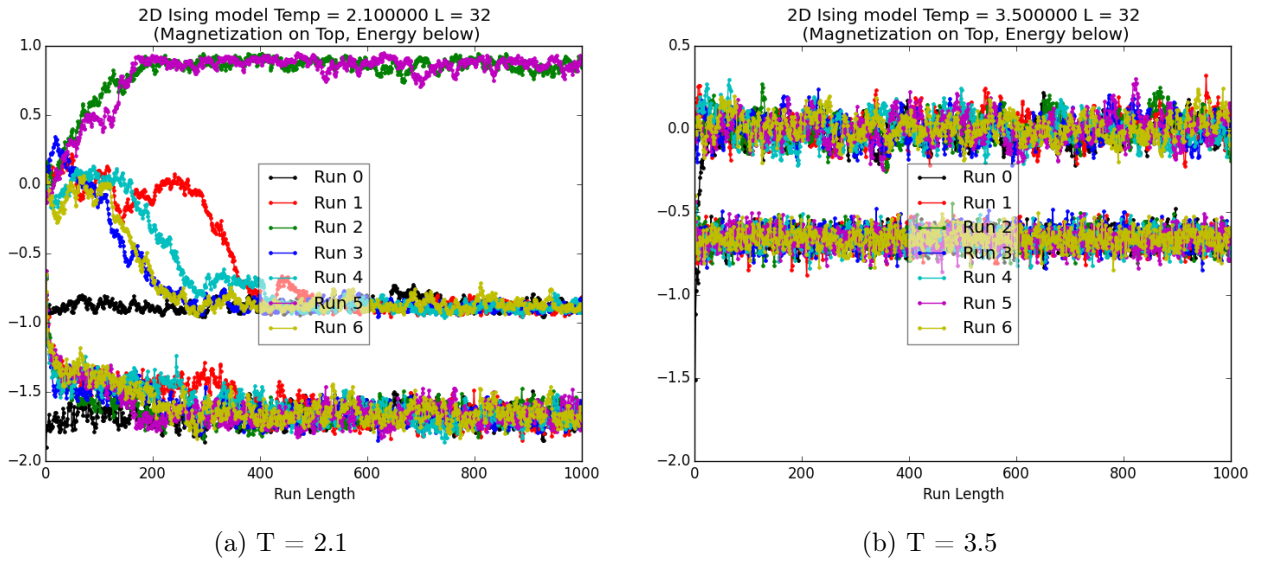 2D Ising model Temp = 2.100000 L = 32
(Magnetization on Top, Energy below)
1.0
0.5
0.0
−0.5
−1.0
−1.5
−2.0
Run 0
Run 1
Run 2
Run 3
Run 4
Run 5
Run 6
0 200 400 600 800 1000
Run Length
(a) T = 2.1
2D Ising model Temp = 3.500000 L = 32
(Magnetization on Top, Energy below)
0.5
0.0
−0.5
−1.0
−1.5
−2.0
Run 0
Run 1
Run 2
Run 3
Run 4
Run 5
Run 6
0 200 400 600 800 1000
Run Length
(b) T = 3.5